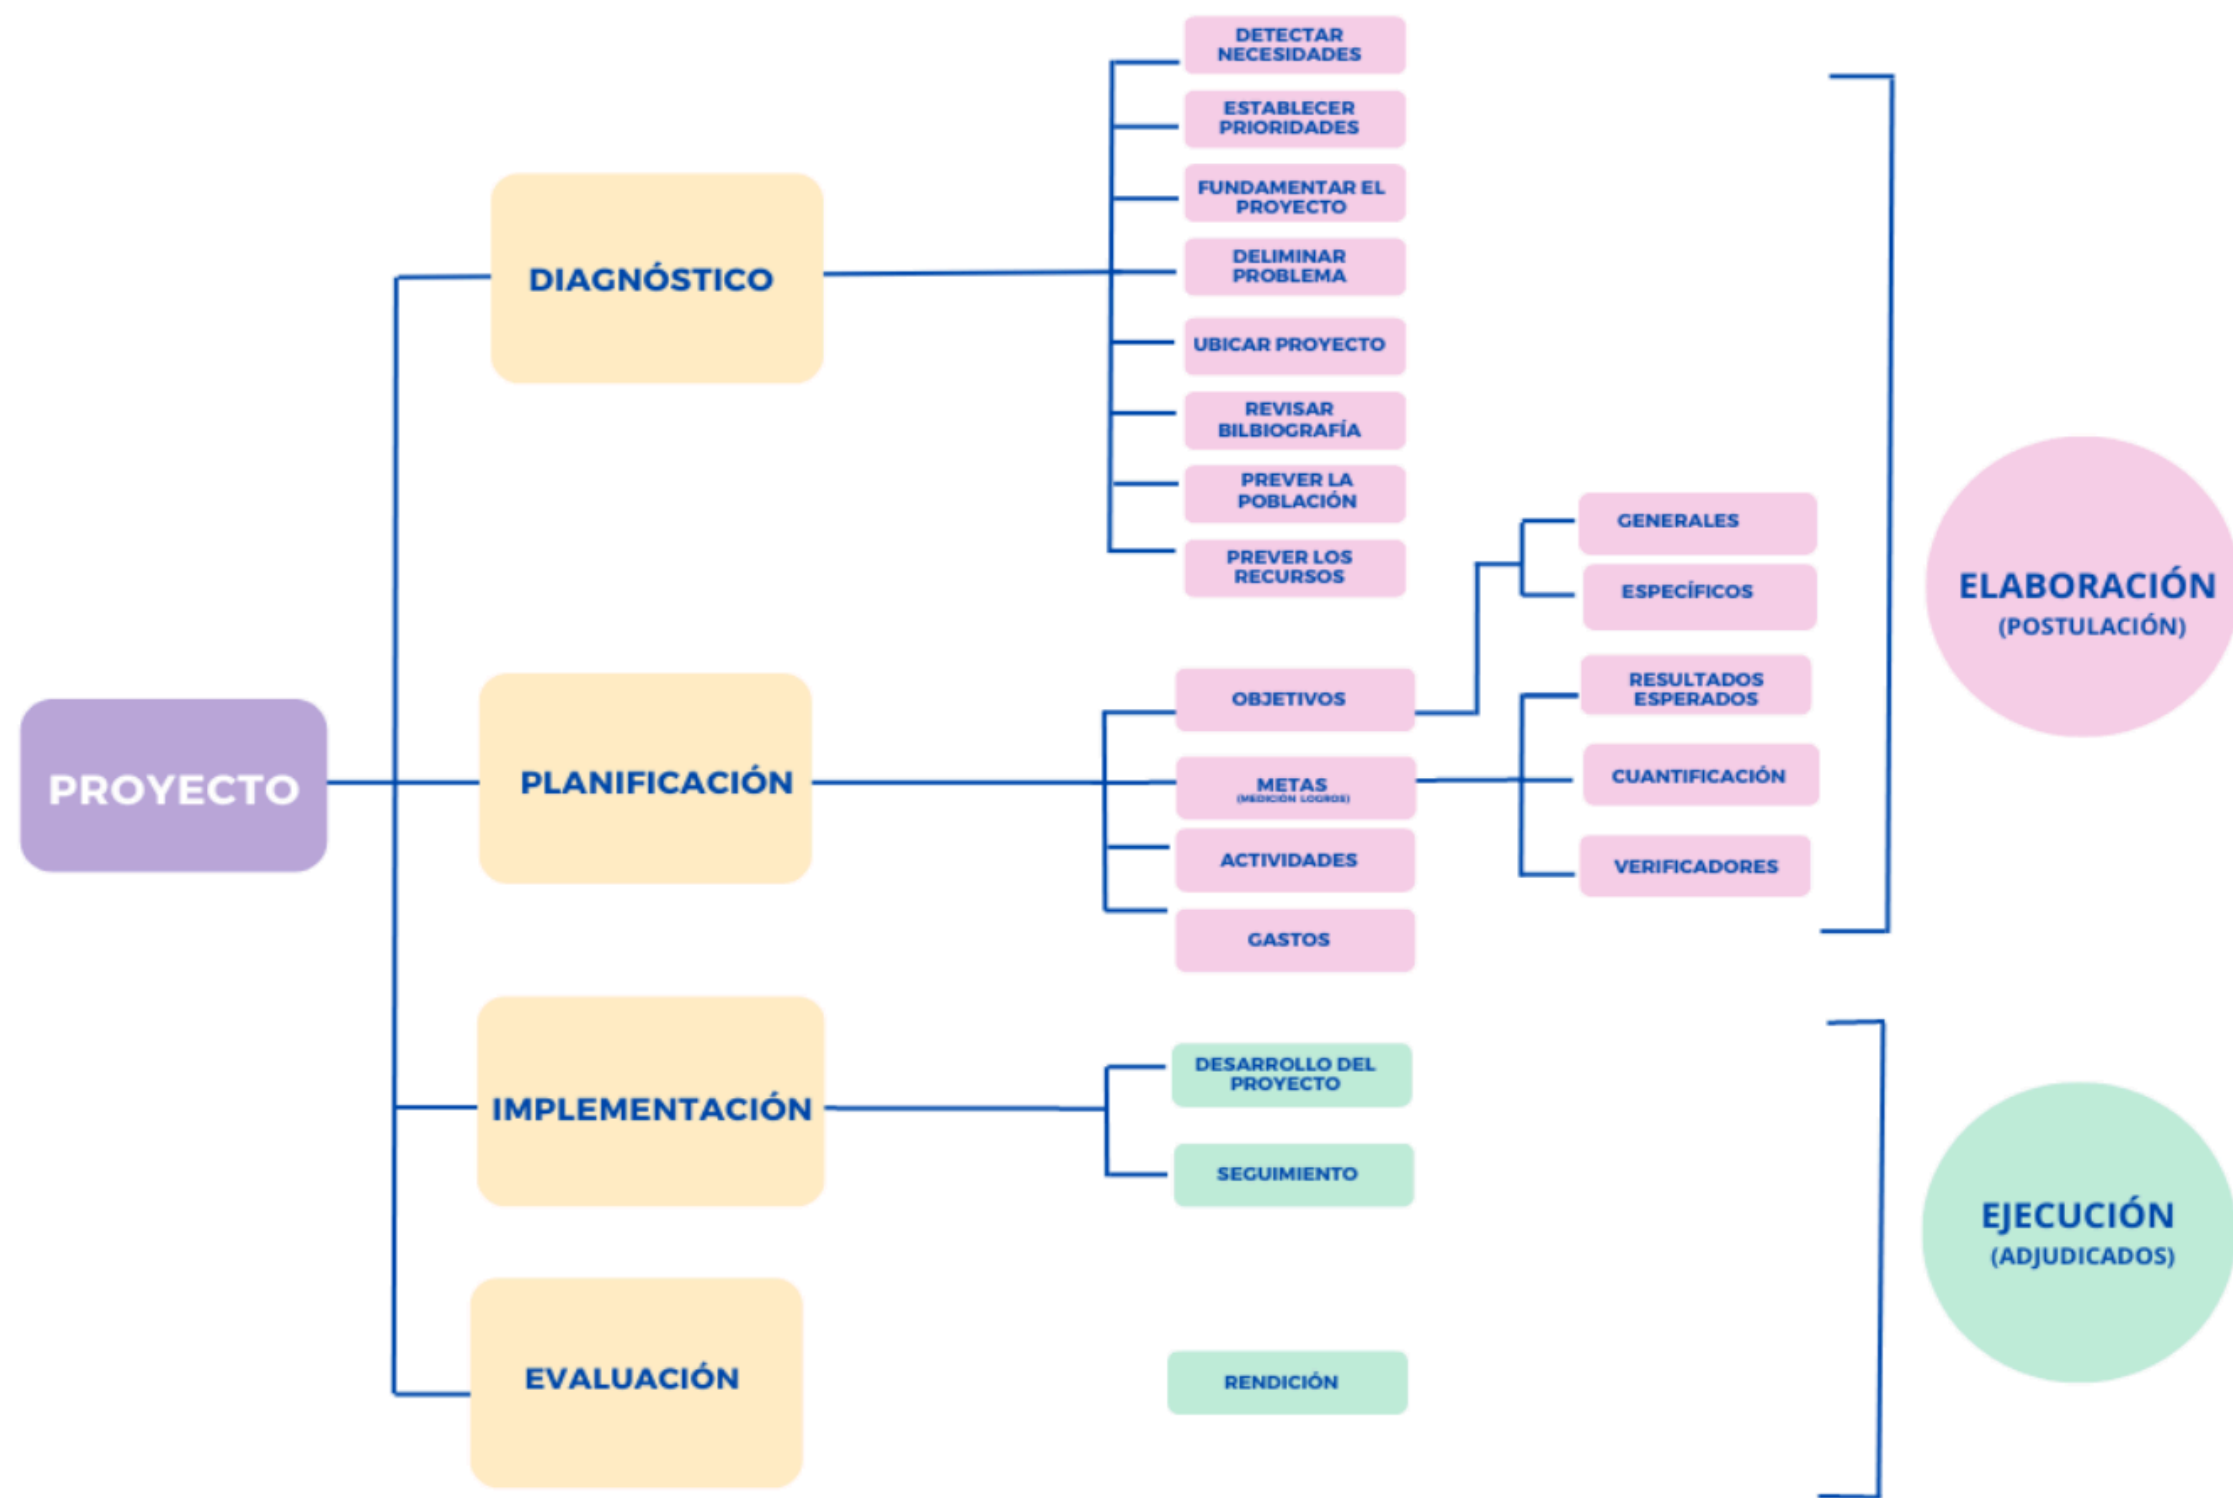 DETECTAR
NECESIDADES
ESTABLECER
PRIORIDADES
FUNDAMENTAR EL
PROYECTO
DIAGNÓSTICO
DELIMINAR
PROBLEMA
UBICAR PROYECTO
REVISAR
BILBIOGRAFÍA
PREVER LA
POBLACIÓN
PREVER LOS
RECURSOS
GENERALES
ESPECÍFICOS
ELABORACIÓN
(POSTULACIÓN)
PROYECTO
PLANIFICACIÓN
OBJETIVOS
METAS
(MEDICIÓN LOGROS)
ACTIVIDADES
GASTOS
RESULTADOS
ESPERADOS
CUANTIFICACIÓN
VERIFICADORES
IMPLEMENTACIÓN
DESARROLLO DEL
PROYECTO
SEGUIMIENTO
EJECUCIÓN
(ADJUDICADOS)
EVALUACIÓN
RENDICIÓN